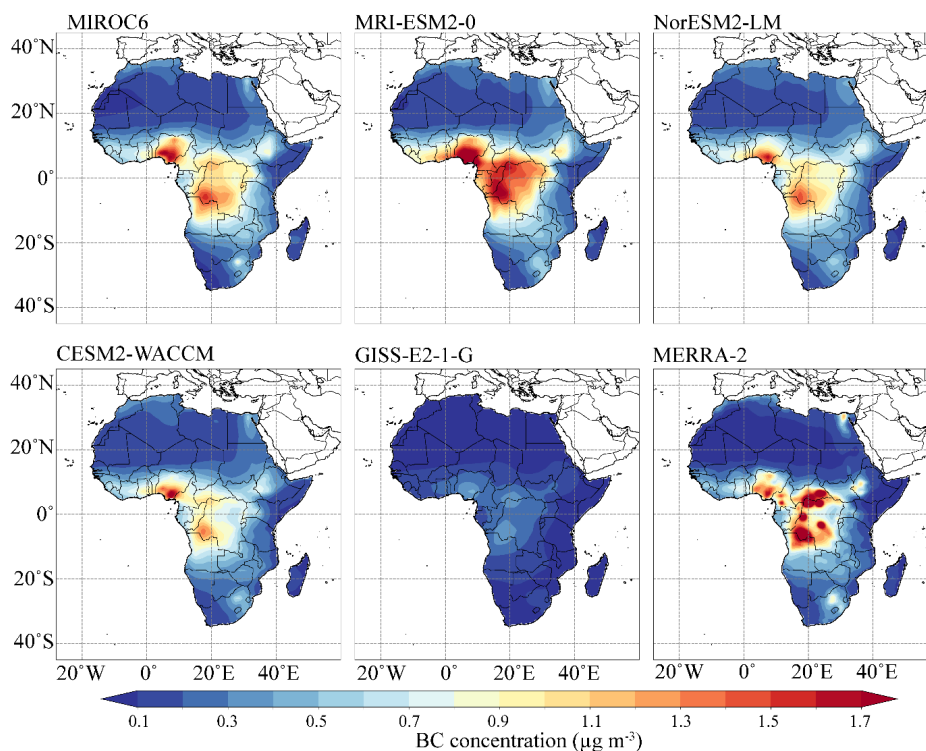 MIROC6 MRI-ESM2-0 NorESM2-LM
40˚N
20˚N
0˚
20˚S
40˚S
CESM2-WACCM GISS-E2-1-G MERRA-2
40˚N
20˚N
0˚
20˚S
40˚S
20˚W 0˚ 20˚E 40˚E 20˚W 0˚ 20˚E 40˚E 20˚W 0˚ 20˚E 40˚E
0.1 0.3 0.5 0.7 0.9 1.1 1.3 1.5 1.7
BC concentration (µg m⁻³)